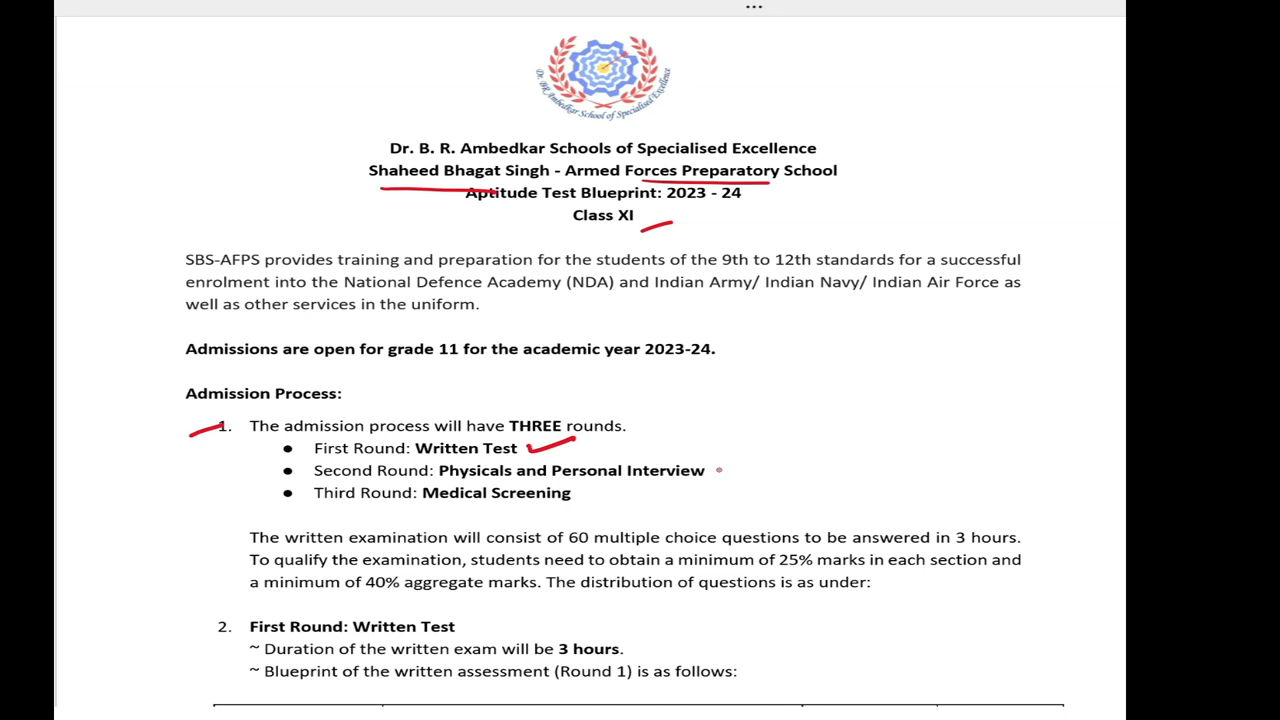 ...
Dr. BR Ambedkar School of Specialised Excellence
Dr. B. R. Ambedkar Schools of Specialised Excellence
Shaheed Bhagat Singh - Armed Forces Preparatory School
Aptitude Test Blueprint: 2023 - 24
Class XI
SBS-AFPS provides training and preparation for the students of the 9th to 12th standards for a successful
enrolment into the National Defence Academy (NDA) and Indian Army/ Indian Navy/ Indian Air Force as
well as other services in the uniform.
Admissions are open for grade 11 for the academic year 2023-24.
Admission Process:
1. The admission process will have THREE rounds.
● First Round: Written Test
● Second Round: Physicals and Personal Interview
● Third Round: Medical Screening
The written examination will consist of 60 multiple choice questions to be answered in 3 hours.
To qualify the examination, students need to obtain a minimum of 25% marks in each section and
a minimum of 40% aggregate marks. The distribution of questions is as under:
2. First Round: Written Test
~ Duration of the written exam will be 3 hours.
~ Blueprint of the written assessment (Round 1) is as follows: